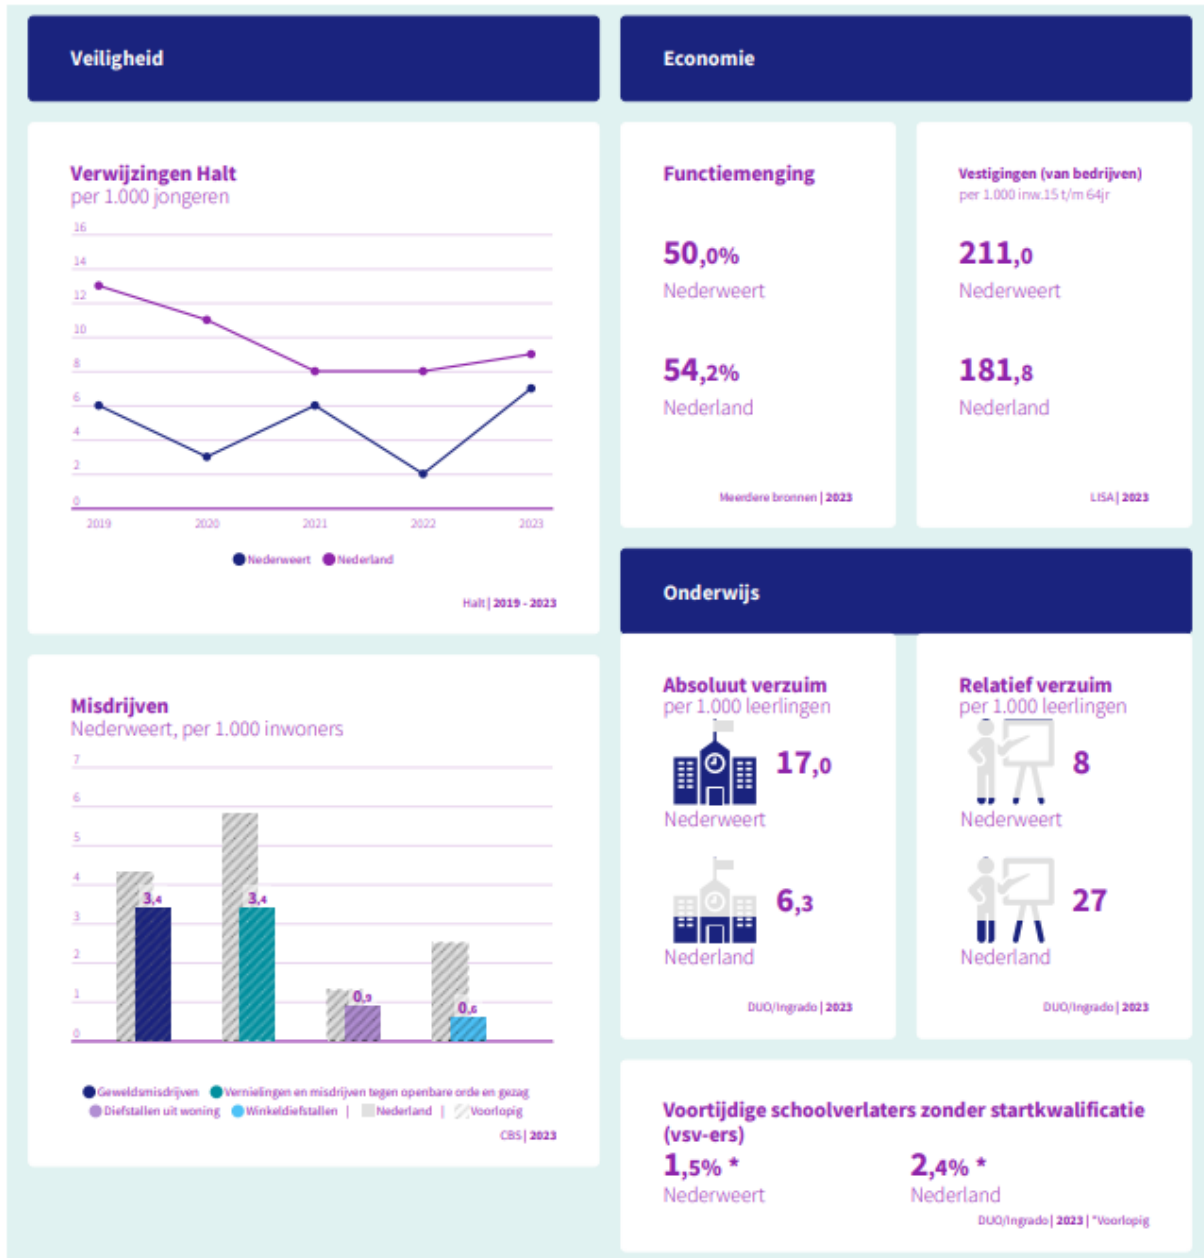 Veiligheid
Verwijzingen Halt
per 1.000 jongeren
16
14
12
10
8
6
4
2
0
2019 2020 2021 2022 2023
Nederweert Nederland
Halt | 2019 - 2023
Misdrijven
Nederweert, per 1.000 inwoners
7
6
5
4
3
2
1
0
3,4 3,4 0,9 0,6
Geweldsmisdrijven Vernielingen en misdrijven tegen openbare orde en gezag
Diefstallen uit woning Winkeldiefstallen | Nederland | Voorlopig
CBS | 2023
Economie
Functiemenging
50,0%
Nederweert
54,2%
Nederland
Meerdere bronnen | 2023
Vestigingen (van bedrijven)
per 1.000 inw.15 t/m 64jr
211,0
Nederweert
181,8
Nederland
LISA | 2023
Onderwijs
Absoluut verzuim
per 1.000 leerlingen
17,0
Nederweert
6,3
Nederland
DUO/Ingrado | 2023
Relatief verzuim
per 1.000 leerlingen
8
Nederweert
27
Nederland
DUO/Ingrado | 2023
Voortijdige schoolverlaters zonder startkwalificatie
(vsv-ers)
1,5% * 2,4% *
Nederweert Nederland
DUO/Ingrado | 2023 | *Voorlopig